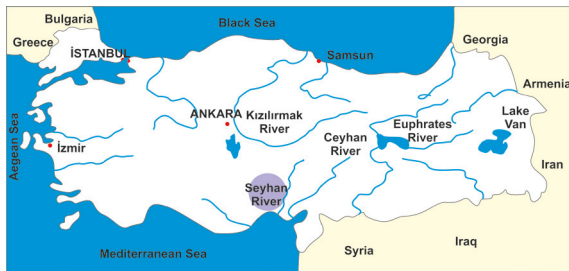 Bulgaria
Black Sea
Greece
İSTANBUL
Samsun
Georgia
Armenia
Aegean Sea
ANKARA
Kızılırmak
River
Ceyhan
River
Euphrates
River
Lake
Van
İzmir
Iran
Seyhan
River
Mediterranean Sea
Syria
Iraq